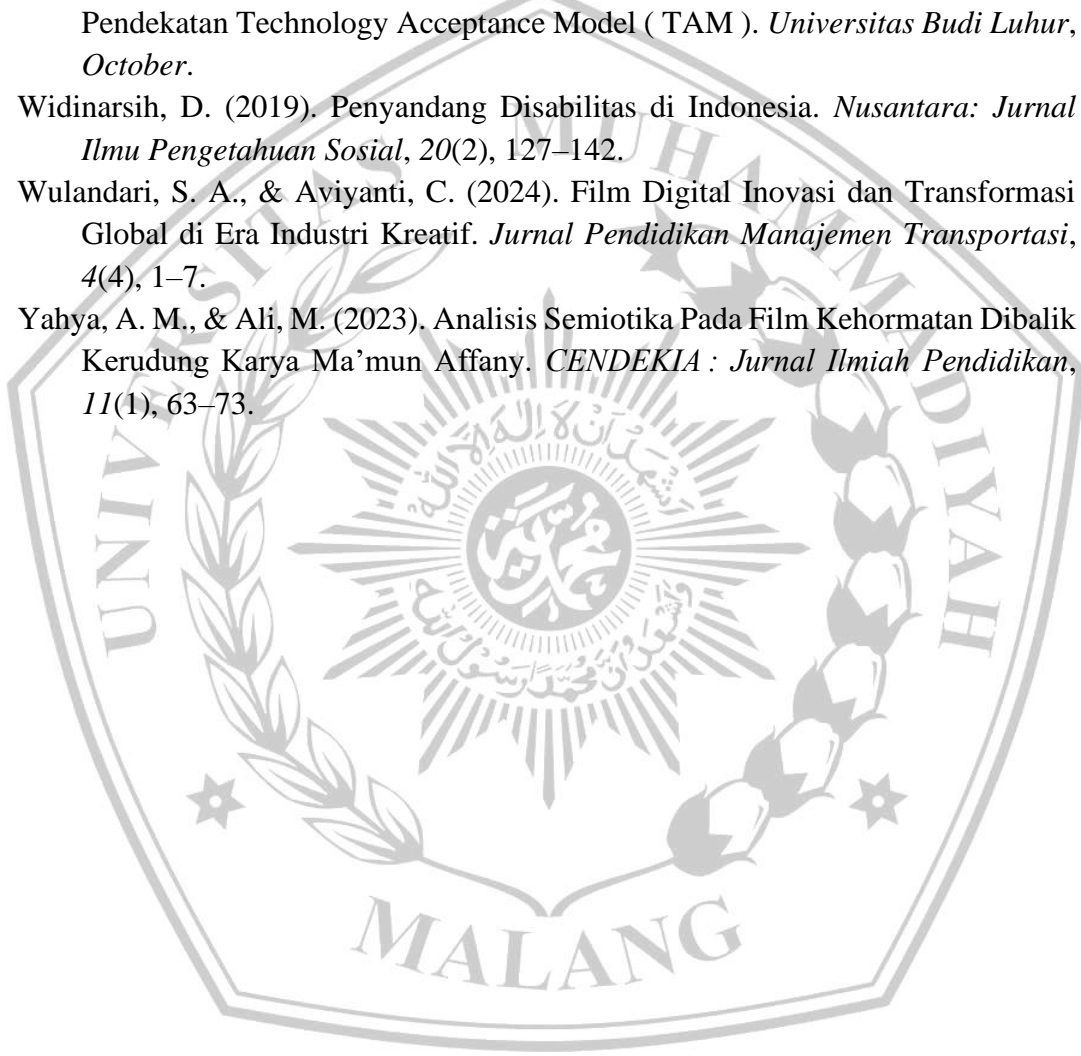 Pendekatan Technology Acceptance Model ( TAM ). Universitas Budi Luhur,
October.
Widinarsih, D. (2019). Penyandang Disabilitas di Indonesia. Nusantara: Jurnal
Ilmu Pengetahuan Sosial, 20(2), 127–142.
Wulandari, S. A., & Aviyanti, C. (2024). Film Digital Inovasi dan Transformasi
Global di Era Industri Kreatif. Jurnal Pendidikan Manajemen Transportasi,
4(4), 1–7.
Yahya, A. M., & Ali, M. (2023). Analisis Semiotika Pada Film Kehormatan Dibalik
Kerudung Karya Ma’mun Affany. CENDEKIA : Jurnal Ilmiah Pendidikan,
11(1), 63–73.
UNIVERSITAS MUHAMMADIYAH
MALANG